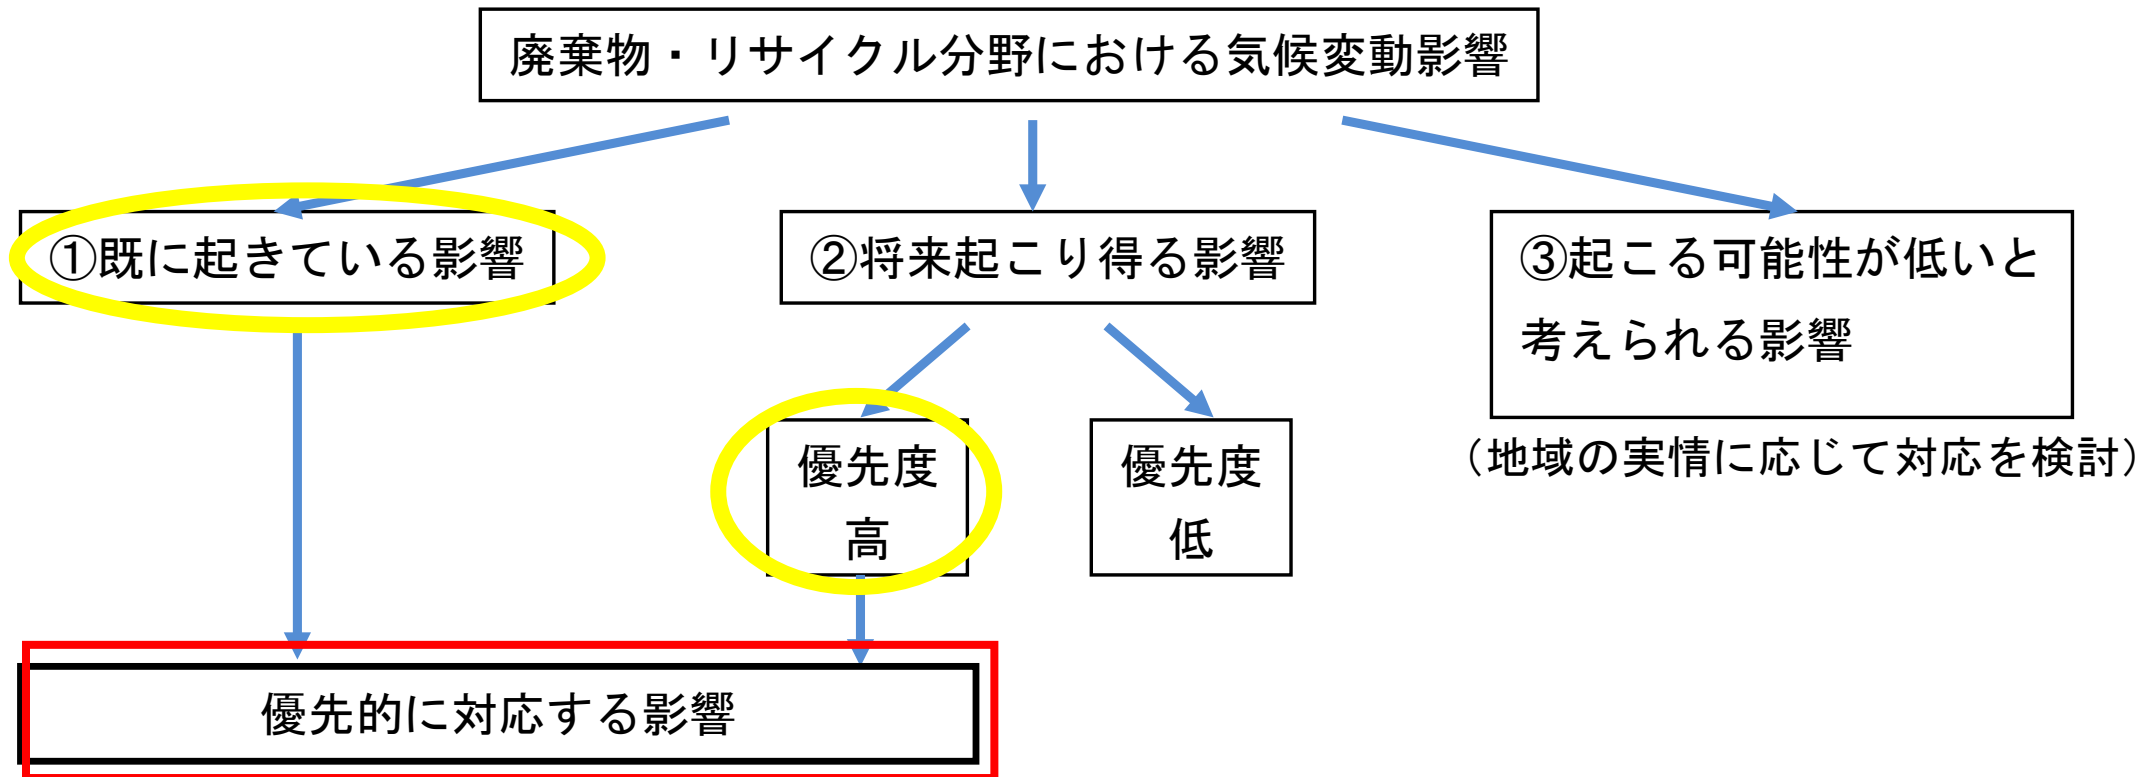 廃棄物・リサイクル分野における気候変動影響
①既に起きている影響
②将来起こり得る影響
③起こる可能性が低いと
考えられる影響
（地域の実情に応じて対応を検討）
優先度
高
優先度
低
優先的に対応する影響